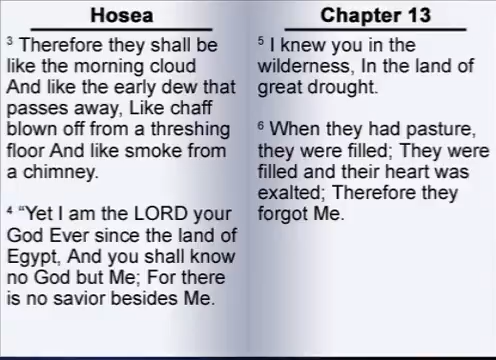 Hosea
³ Therefore they shall be
like the morning cloud
And like the early dew that
passes away, Like chaff
blown off from a threshing
floor And like smoke from
a chimney.
⁴ “Yet I am the LORD your
God Ever since the land of
Egypt, And you shall know
no God but Me; For there
is no savior besides Me.
Chapter 13
⁵ I knew you in the
wilderness, In the land of
great drought.
⁶ When they had pasture,
they were filled; They were
filled and their heart was
exalted; Therefore they
forgot Me.